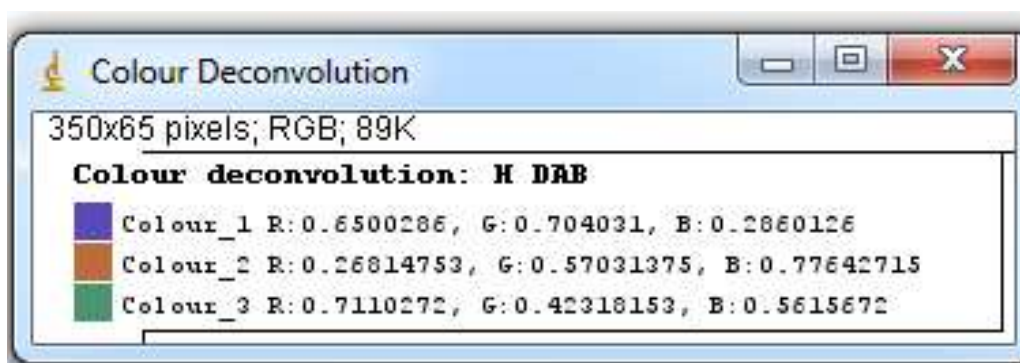 Colour Deconvolution
350x65 pixels; RGB; 89K
Colour deconvolution: H DAB
Colour_1 R:0.6500286, G:0.704031, B:0.2860126
Colour_2 R:0.26814753, G:0.57031375, B:0.77642715
Colour_3 R:0.7110272, G:0.42318153, B:0.5615672